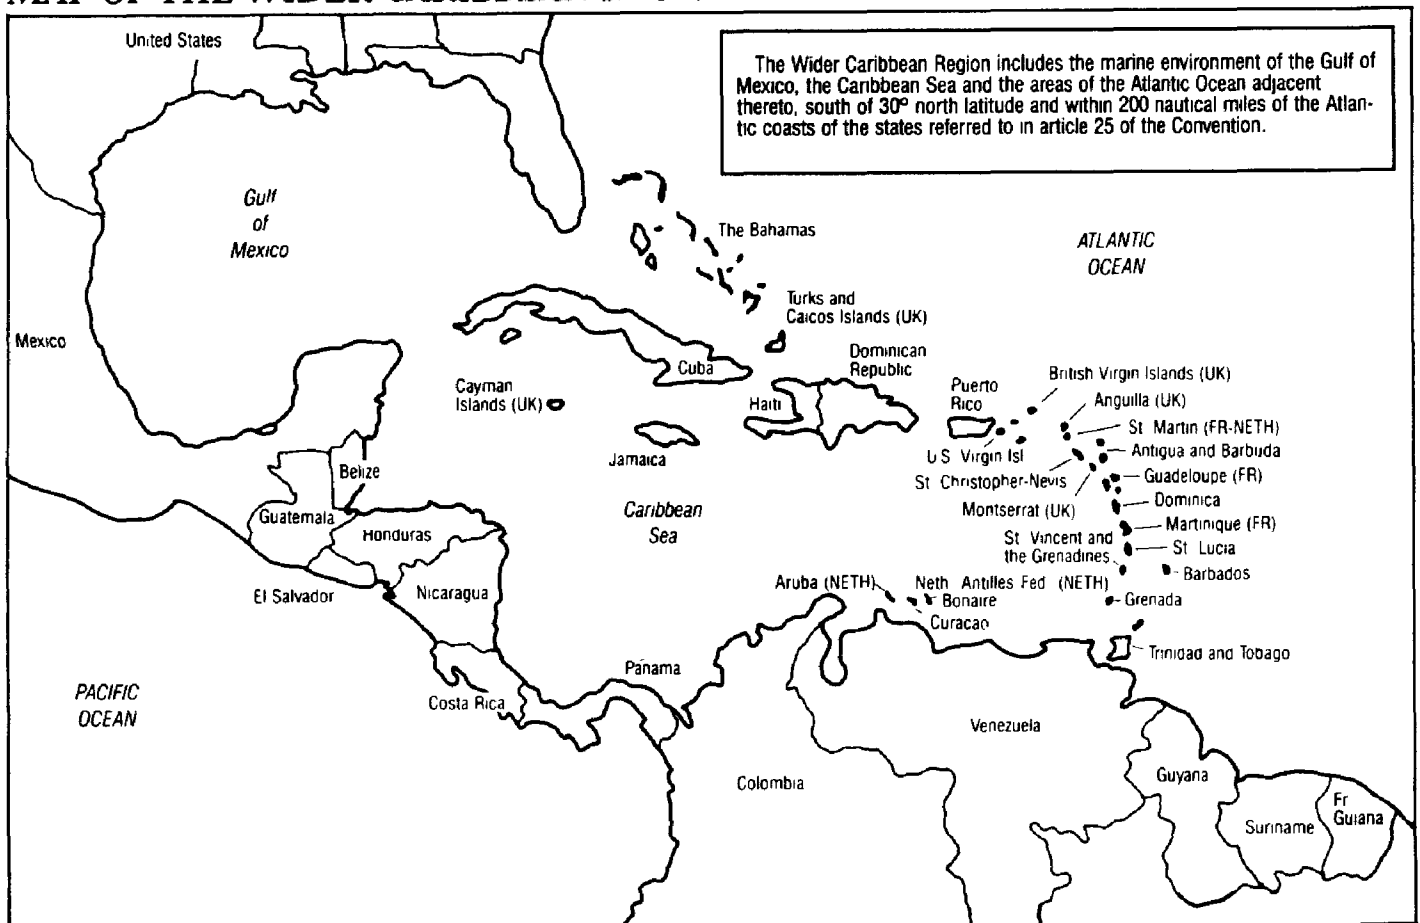 MAP OF THE WIDER CARIBBEAN
United States
The Wider Caribbean Region includes the marine environment of the Gulf of
Mexico, the Caribbean Sea and the areas of the Atlantic Ocean adjacent
thereto, south of 30° north latitude and within 200 nautical miles of the Atlan-
tic coasts of the states referred to in article 25 of the Convention.
Gulf
of
Mexico
The Bahamas
ATLANTIC
OCEAN
Turks and
Caicos Islands (UK)
Mexico
Dominican
Republic
Cuba
Cayman
Islands (UK)
Haiti
Puerto
Rico
British Virgin Islands (UK)
Anguilla (UK)
St Martin (FR-NETH)
Antigua and Barbuda
US Virgin Isl
Jamaica
Belize
St Christopher-Nevis
Guadeloupe (FR)
Dominica
Montserrat (UK)
Martinique (FR)
Guatemala
Honduras
Caribbean
Sea
St Vincent and
the Grenadines
St Lucia
Barbados
El Salvador
Nicaragua
Aruba (NETH)
Neth Antilles Fed (NETH)
Bonaire
Curacao
Grenada
Trinidad and Tobago
Panama
PACIFIC
OCEAN
Costa Rica
Venezuela
Colombia
Guyana
Suriname
Fr
Guiana